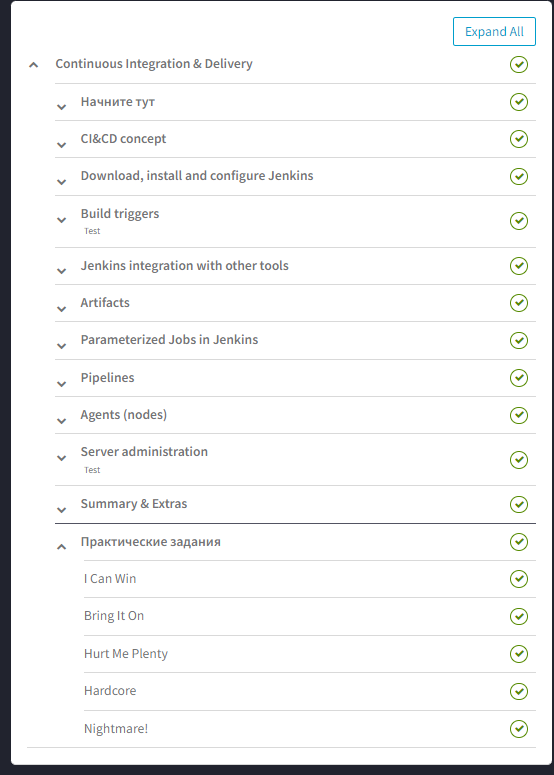 Expand All
Continuous Integration & Delivery
Начните тут
CI&CD concept
Download, install and configure Jenkins
Build triggers
Test
Jenkins integration with other tools
Artifacts
Parameterized Jobs in Jenkins
Pipelines
Agents (nodes)
Server administration
Test
Summary & Extras
Практические задания
I Can Win
Bring It On
Hurt Me Plenty
Hardcore
Nightmare!